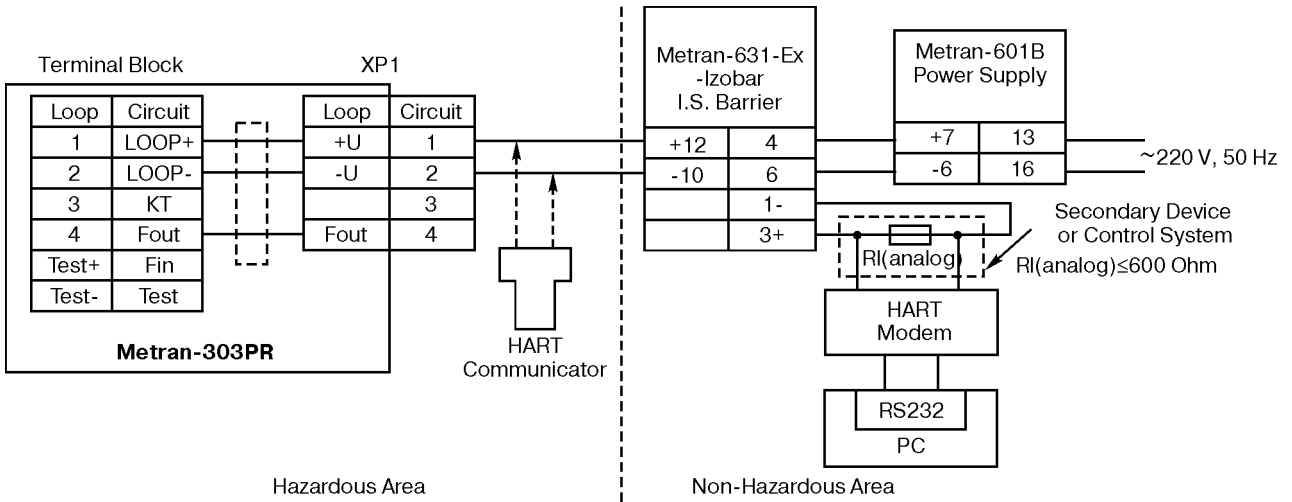 Terminal Block
XP1
Loop Circuit
1 LOOP+
2 LOOP-
3 KT
4 Fout
Test+ Fin
Test- Test
Metran-303PR
Loop Circuit
+U 1
-U 2
3
Fout 4
HART
Communicator
Hazardous Area
Metran-631-Ex
-Izobar
I.S. Barrier
+12 4
-10 6
1-
3+
Metran-601B
Power Supply
+7 13
-6 16
~220 V, 50 Hz
RI(analog)
Secondary Device
or Control System
RI(analog)≤600 Ohm
HART
Modem
RS232
PC
Non-Hazardous Area